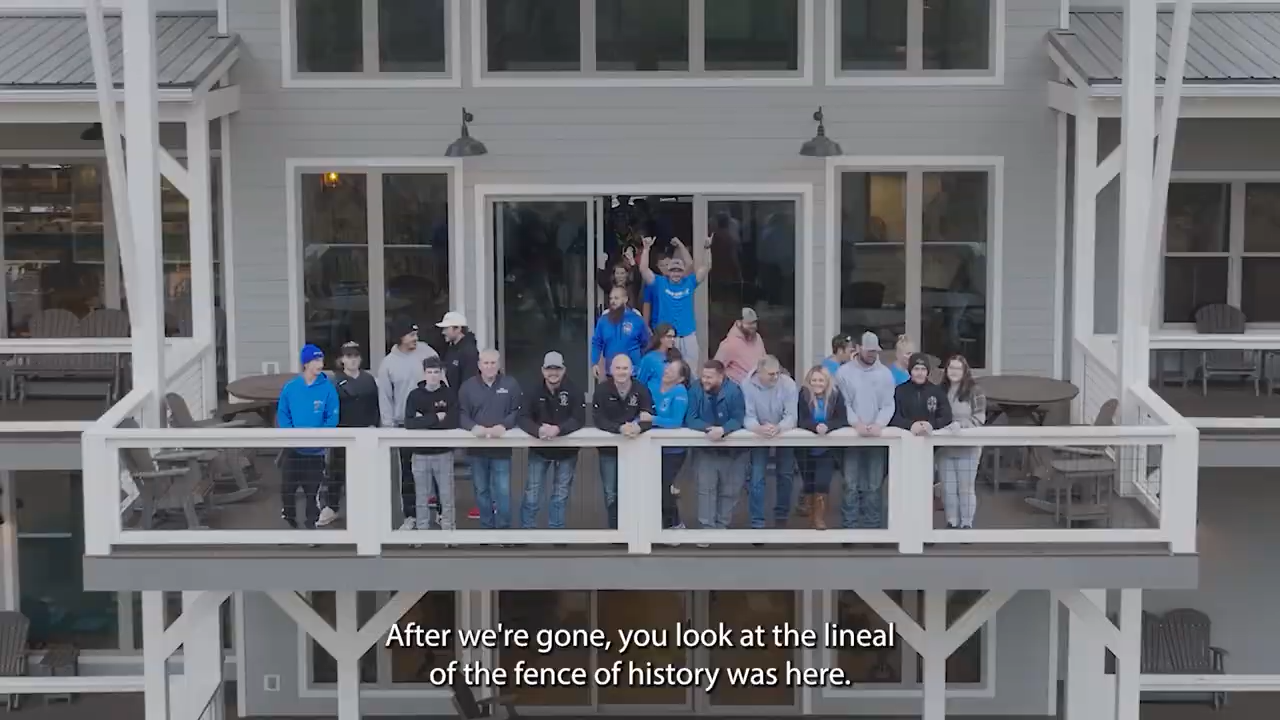 After we're gone, you look at the lineal
of the fence of history was here.